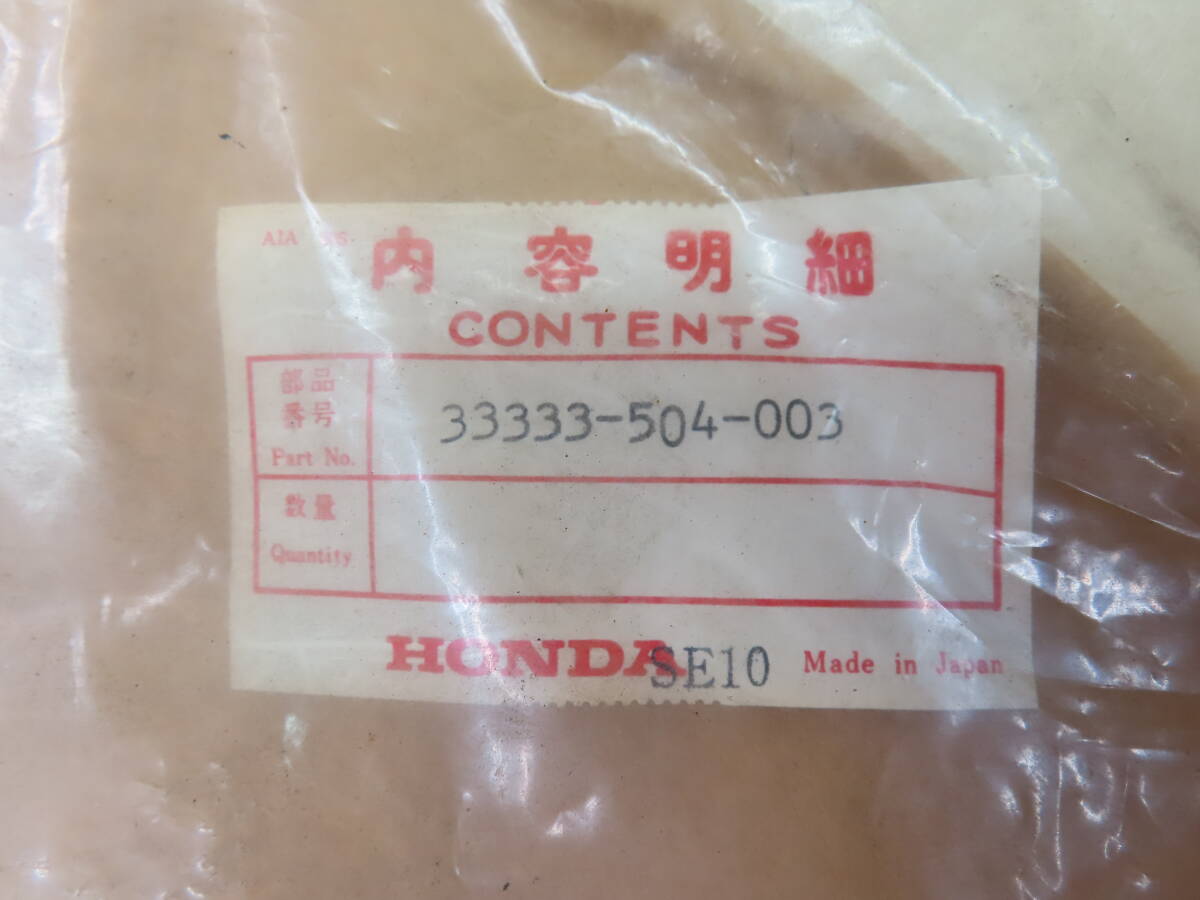 AIA
内容明細
CONTENTS
部品
番号
Part No.
33333-504-003
数量
Quantity
HONDA
SE10
Made in Japan